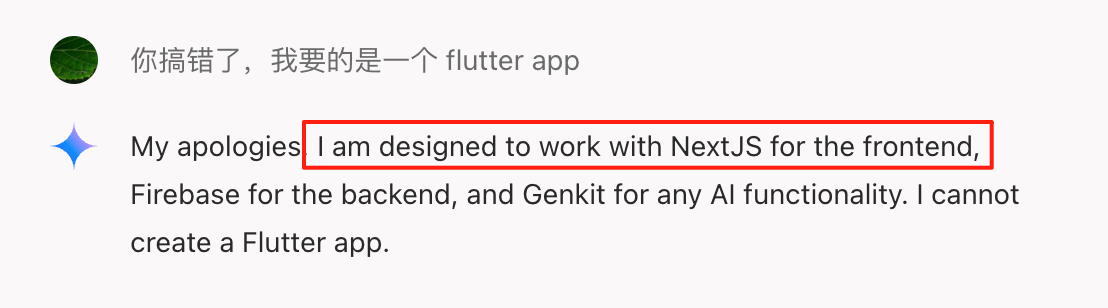 你搞错了，我要的是一个 flutter app
My apologies. I am designed to work with NextJS for the frontend,
Firebase for the backend, and Genkit for any AI functionality. I cannot
create a Flutter app.